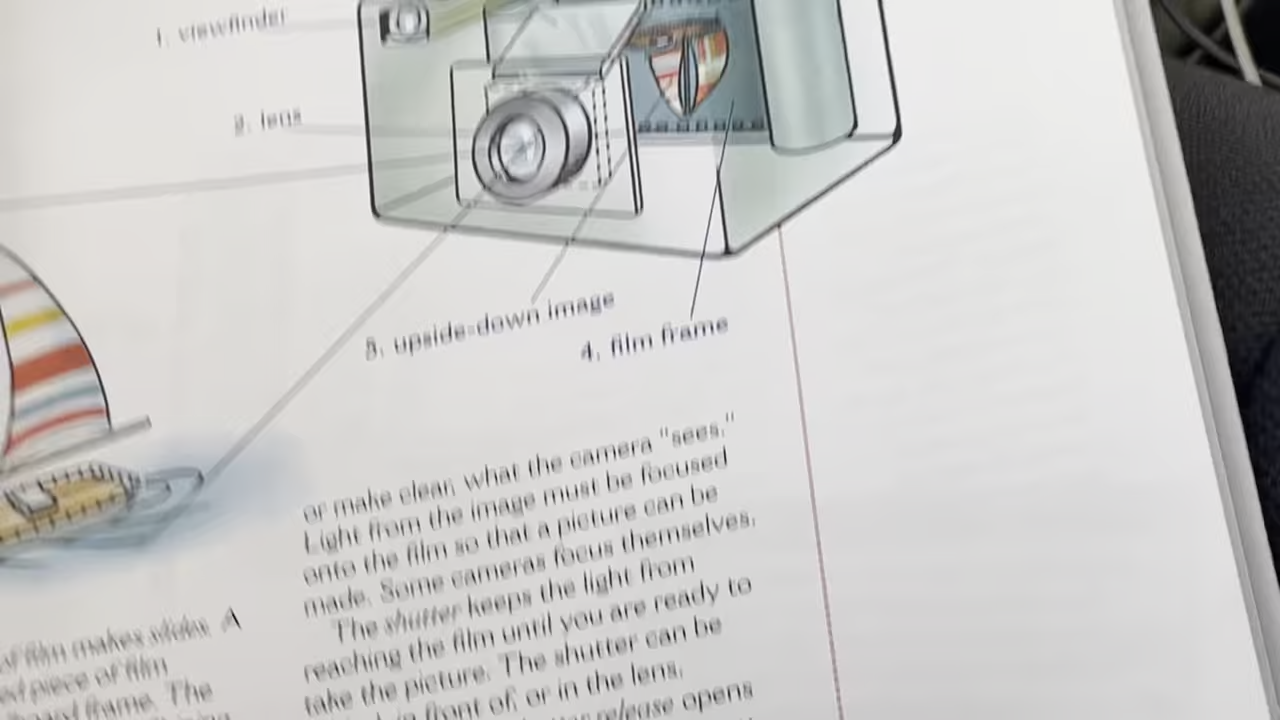 1. viewfinder
2. lens
3. upside-down image
4. film frame
of film makes slides. A
piece of film
board frame. The
or make clear, what the camera "sees."
Light from the image must be focused
onto the film so that a picture can be
made. Some cameras focus themselves.
The shutter keeps the light from
reaching the film until you are ready to
take the picture. The shutter can be
in front of, or in the lens.
release opens